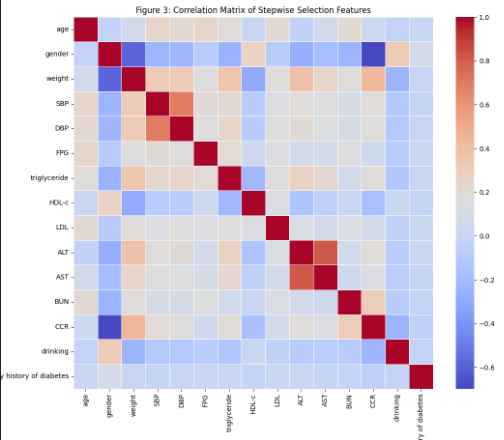 Figure 3: Correlation Matrix of Stepwise Selection Features
age
gender
weight
SBP
DBP
FPG
triglyceride
HDL-c
LDL
ALT
AST
BUN
CCR
drinking
y history of diabetes
age
gender
weight
SBP
DBP
FPG
triglyceride
HDL-c
LDL
ALT
AST
BUN
CCR
drinking
ry of diabetes
1.0
0.8
0.6
0.4
0.2
0.0
−0.2
−0.4
−0.6